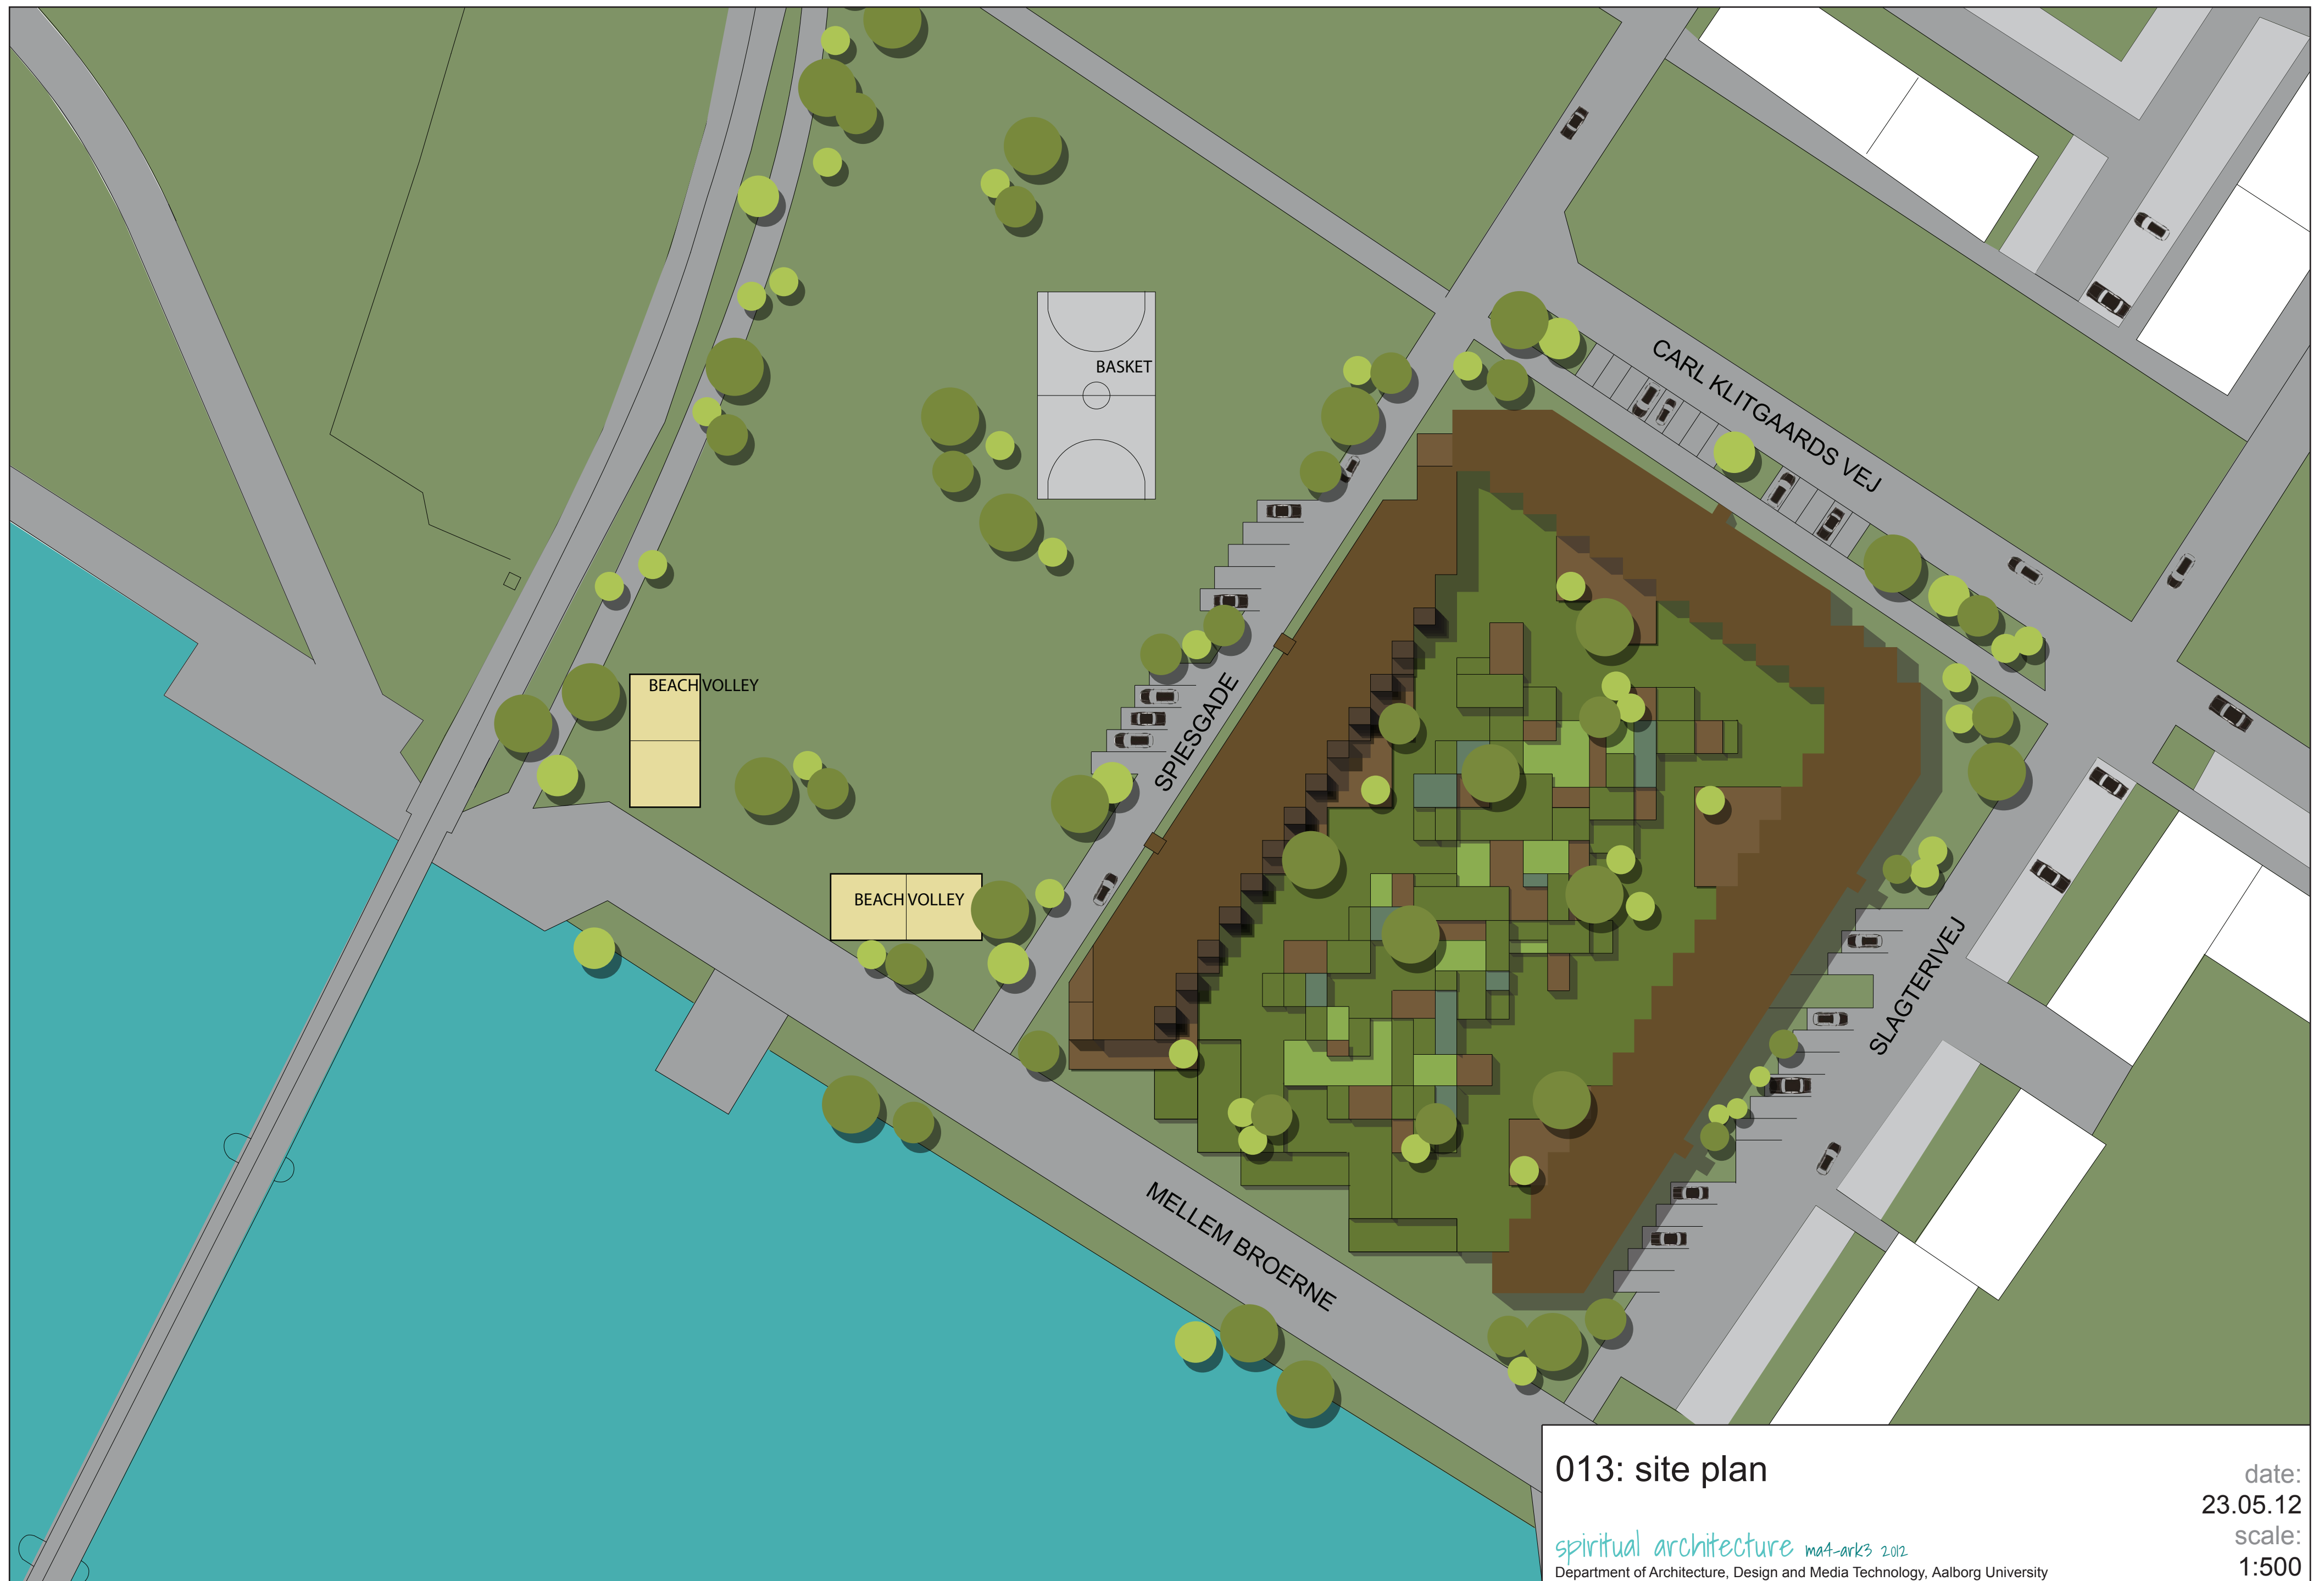 CARL KLITGAARDS VEJ
BASKET
BEACH VOLLEY
SPIESGADE
BEACH VOLLEY
SLAGTERIVEJ
MELLEM BROERNE
013: site plan
date:
23.05.12
scale:
1:500
spiritual architecture ma4-ark3 2012
Department of Architecture, Design and Media Technology, Aalborg University